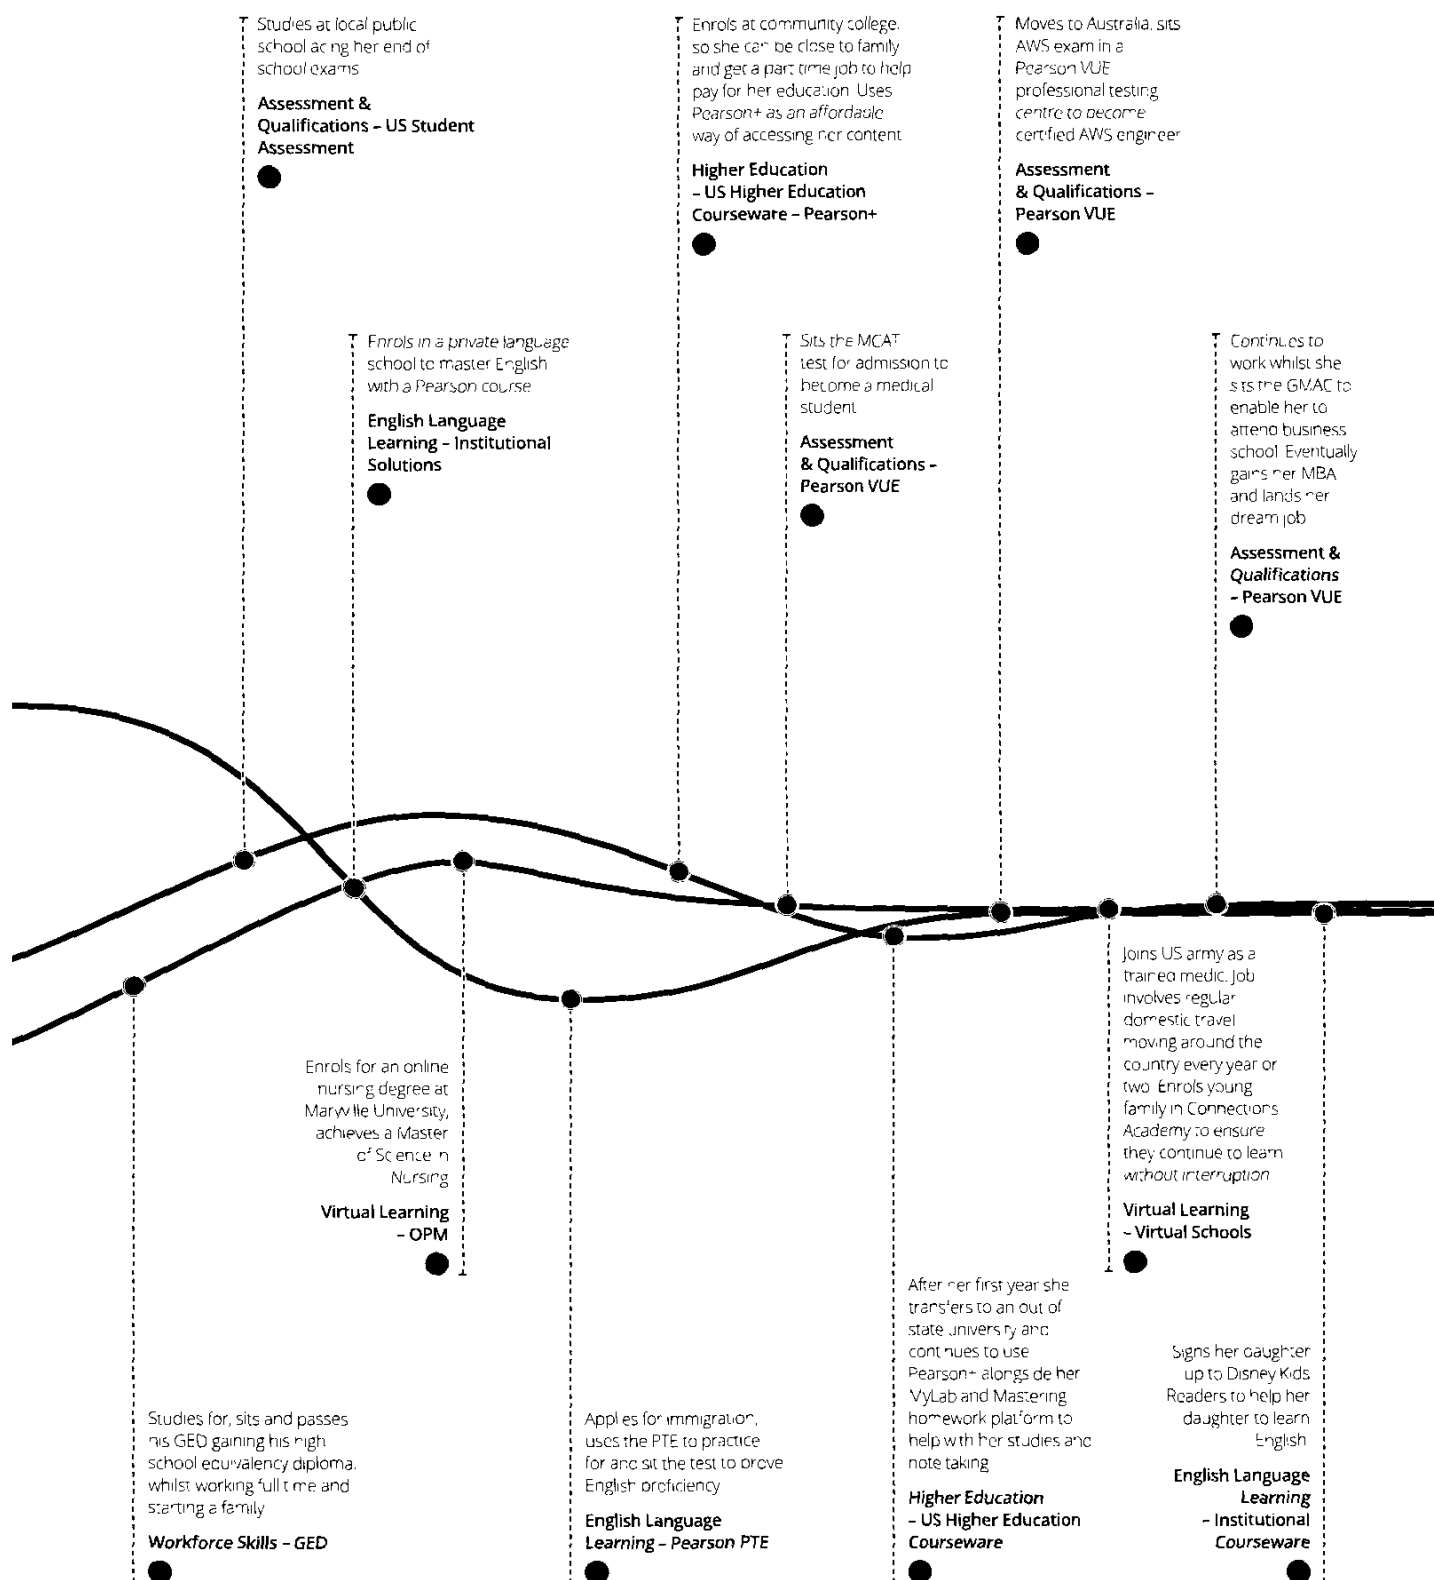 Studies at local public
school acing her end of
school exams
Assessment &
Qualifications – US Student
Assessment
Enrols at community college,
so she can be close to family
and get a part time job to help
pay for her education. Uses
Pearson+ as an affordable
way of accessing her content
Higher Education
– US Higher Education
Courseware – Pearson+
Moves to Australia, sits
AWS exam in a
Pearson VUE
professional testing
centre to become
certified AWS engineer
Assessment
& Qualifications –
Pearson VUE
Enrols in a private language
school to master English
with a Pearson course
English Language
Learning – Institutional
Solutions
Sits the MCAT
test for admission to
become a medical
student
Assessment
& Qualifications –
Pearson VUE
Continues to
work whilst she
sits the GMAC to
enable her to
attend business
school. Eventually
gains her MBA
and lands her
dream job
Assessment &
Qualifications
– Pearson VUE
Enrols for an online
nursing degree at
Maryville University,
achieves a Master
of Science in
Nursing
Virtual Learning
– OPM
Joins US army as a
trained medic. Job
involves regular
domestic travel
moving around the
country every year or
two. Enrols young
family in Connections
Academy to ensure
they continue to learn
without interruption
Virtual Learning
– Virtual Schools
Studies for, sits and passes
his GED gaining his high
school equivalency diploma,
whilst working full time and
starting a family
Workforce Skills – GED
Applies for immigration,
uses the PTE to practice
for and sit the test to prove
English proficiency
English Language
Learning – Pearson PTE
After her first year she
transfers to an out of
state university and
continues to use
Pearson+ alongside her
MyLab and Mastering
homework platform to
help with her studies and
note taking
Higher Education
– US Higher Education
Courseware
Signs her daughter
up to Disney Kids
Readers to help her
daughter to learn
English.
English Language
Learning
– Institutional
Courseware